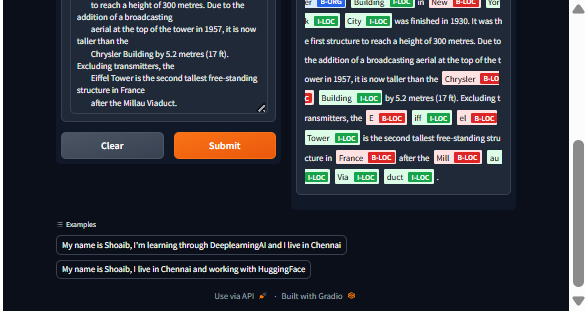 to reach a height of 300 metres. Due to the
addition of a broadcasting
aerial at the top of the tower in 1957, it is now
taller than the
Chrysler Building by 5.2 metres (17 ft).
Excluding transmitters, the
Eiffel Tower is the second tallest free-standing
structure in France
after the Millau Viaduct.
Clear
Submit
er B-ORG Building I-LOC in New B-LOC Yor
k I-LOC City I-LOC was finished in 1930. It was th
e first structure to reach a height of 300 metres. Due to
the addition of a broadcasting aerial at the top of the t
ower in 1957, it is now taller than the Chrysler B-LO
C Building I-LOC by 5.2 metres (17 ft). Excluding t
ransmitters, the E B-LOC iff I-LOC el B-LOC
Tower I-LOC is the second tallest free-standing stru
cture in France B-LOC after the Mill B-LOC au
I-LOC Via I-LOC duct I-LOC .
Examples
My name is Shoaib, I'm learning through DeeplearningAI and I live in Chennai
My name is Shoaib, I live in Chennai and working with HuggingFace
Use via API · Built with Gradio